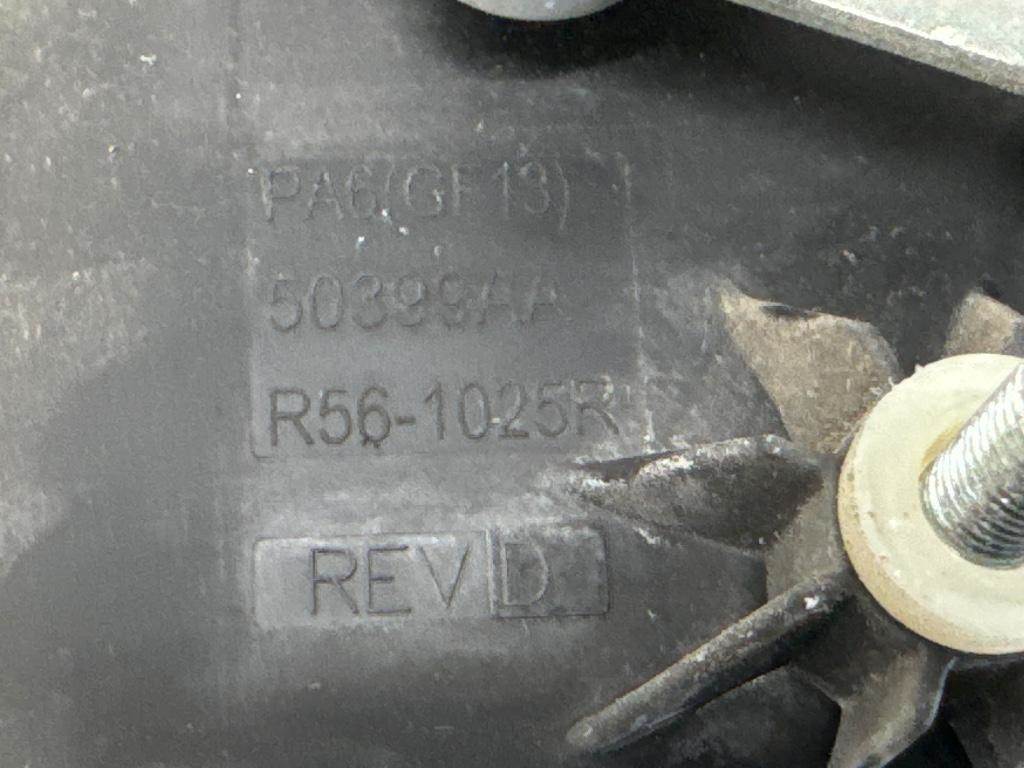 PA6(GF13)
50399AA
R56-1025R
REV D